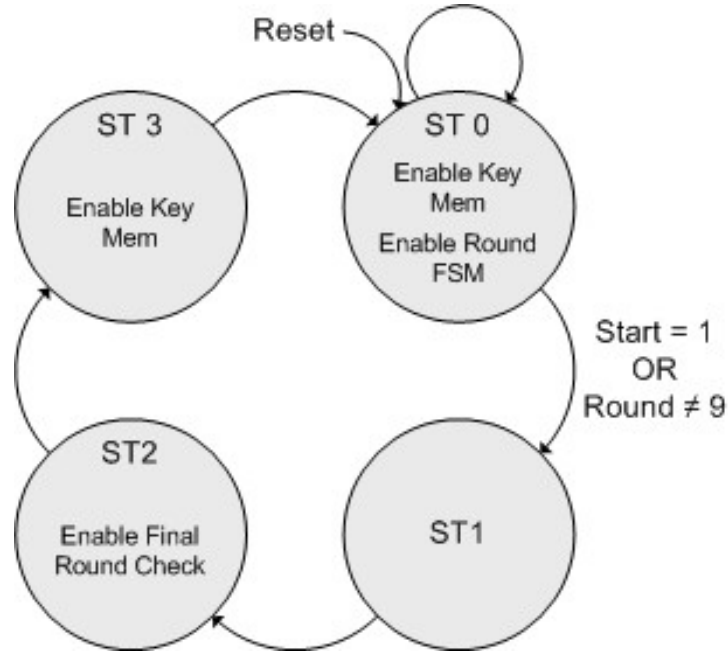 Reset
ST 3
Enable Key
Mem
ST 0
Enable Key
Mem
Enable Round
FSM
Start = 1
OR
Round ≠ 9
ST2
Enable Final
Round Check
ST1